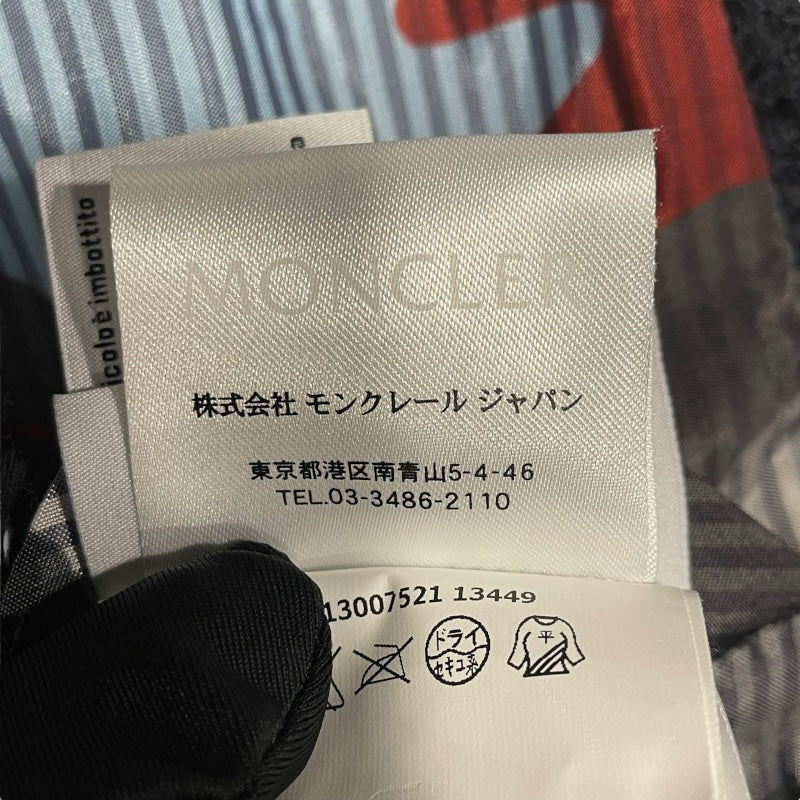 icolo è imbottito
MONCLER
株式会社 モンクレール ジャパン
東京都港区南青山5-4-46
TEL.03-3486-2110
13007521 13449
ドライ
セキユ系
平